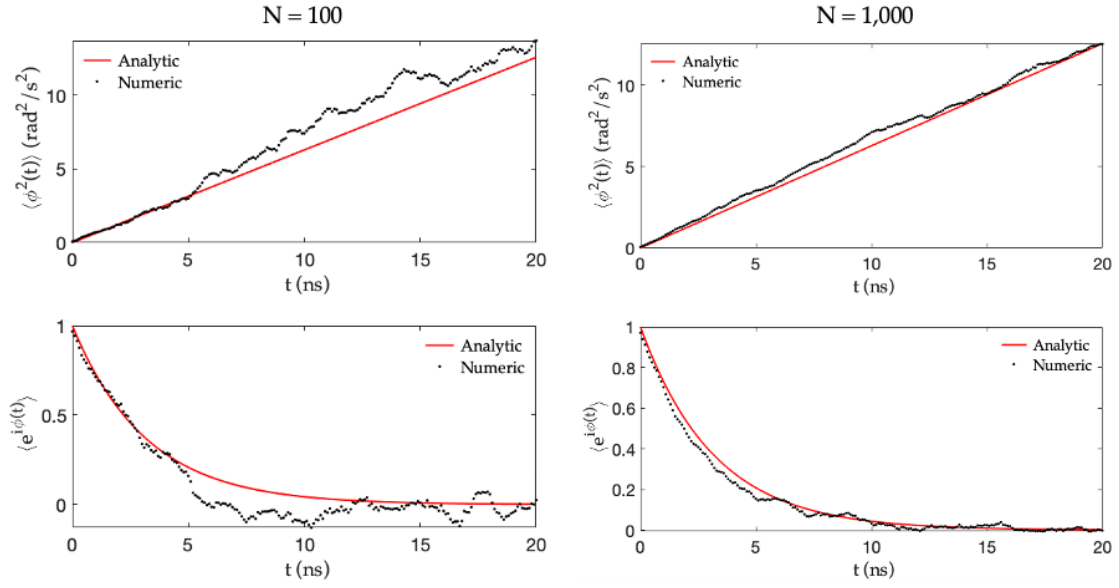 N = 100
N = 1,000
⟨ϕ²(t)⟩ (rad²/s²)
10
5
0
Analytic
Numeric
0 5 10 15 20
t (ns)
⟨ϕ²(t)⟩ (rad²/s²)
10
5
0
Analytic
Numeric
0 5 10 15 20
t (ns)
⟨e^{iϕ(t)}⟩
1
0.5
0
Analytic
Numeric
0 5 10 15 20
t (ns)
⟨e^{iϕ(t)}⟩
1
0.8
0.6
0.4
0.2
0
Analytic
Numeric
0 5 10 15 20
t (ns)